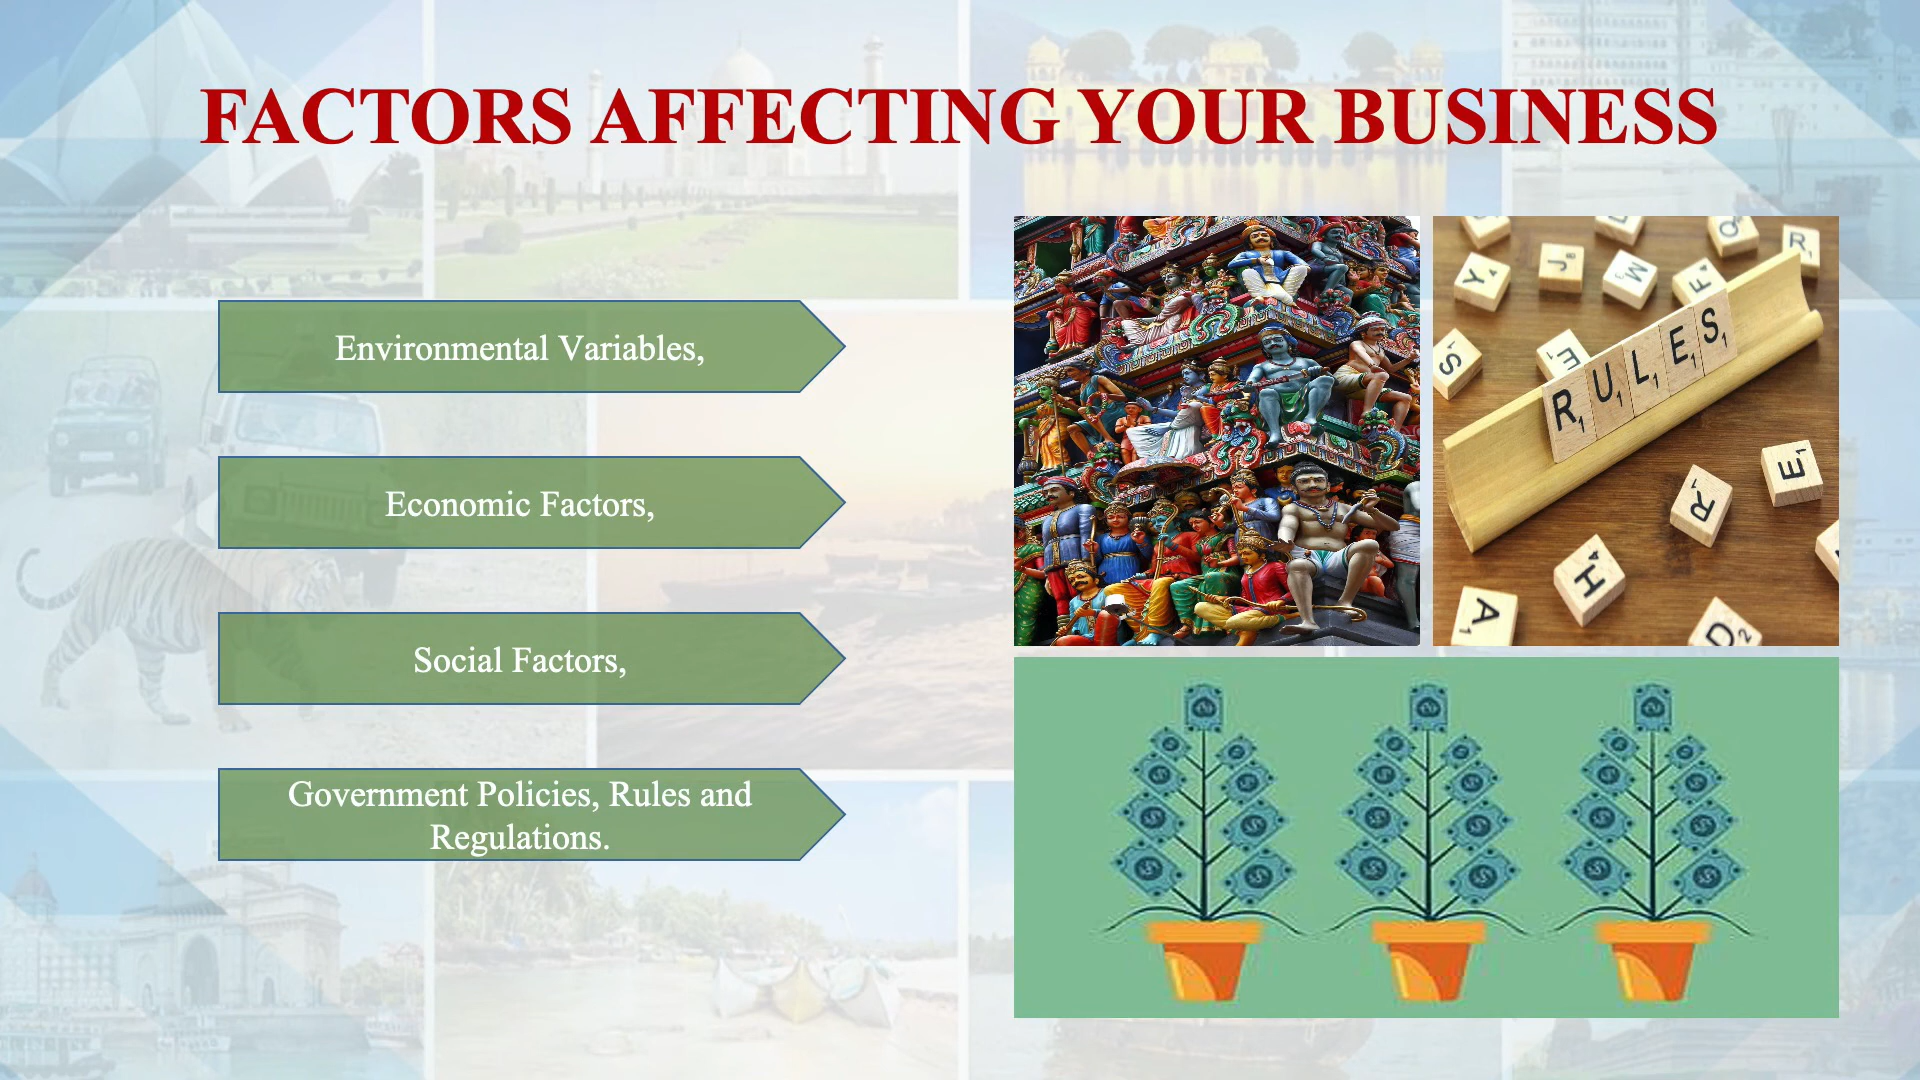 FACTORS AFFECTING YOUR BUSINESS
Environmental Variables,
Economic Factors,
Social Factors,
Government Policies, Rules and
Regulations.
RULES